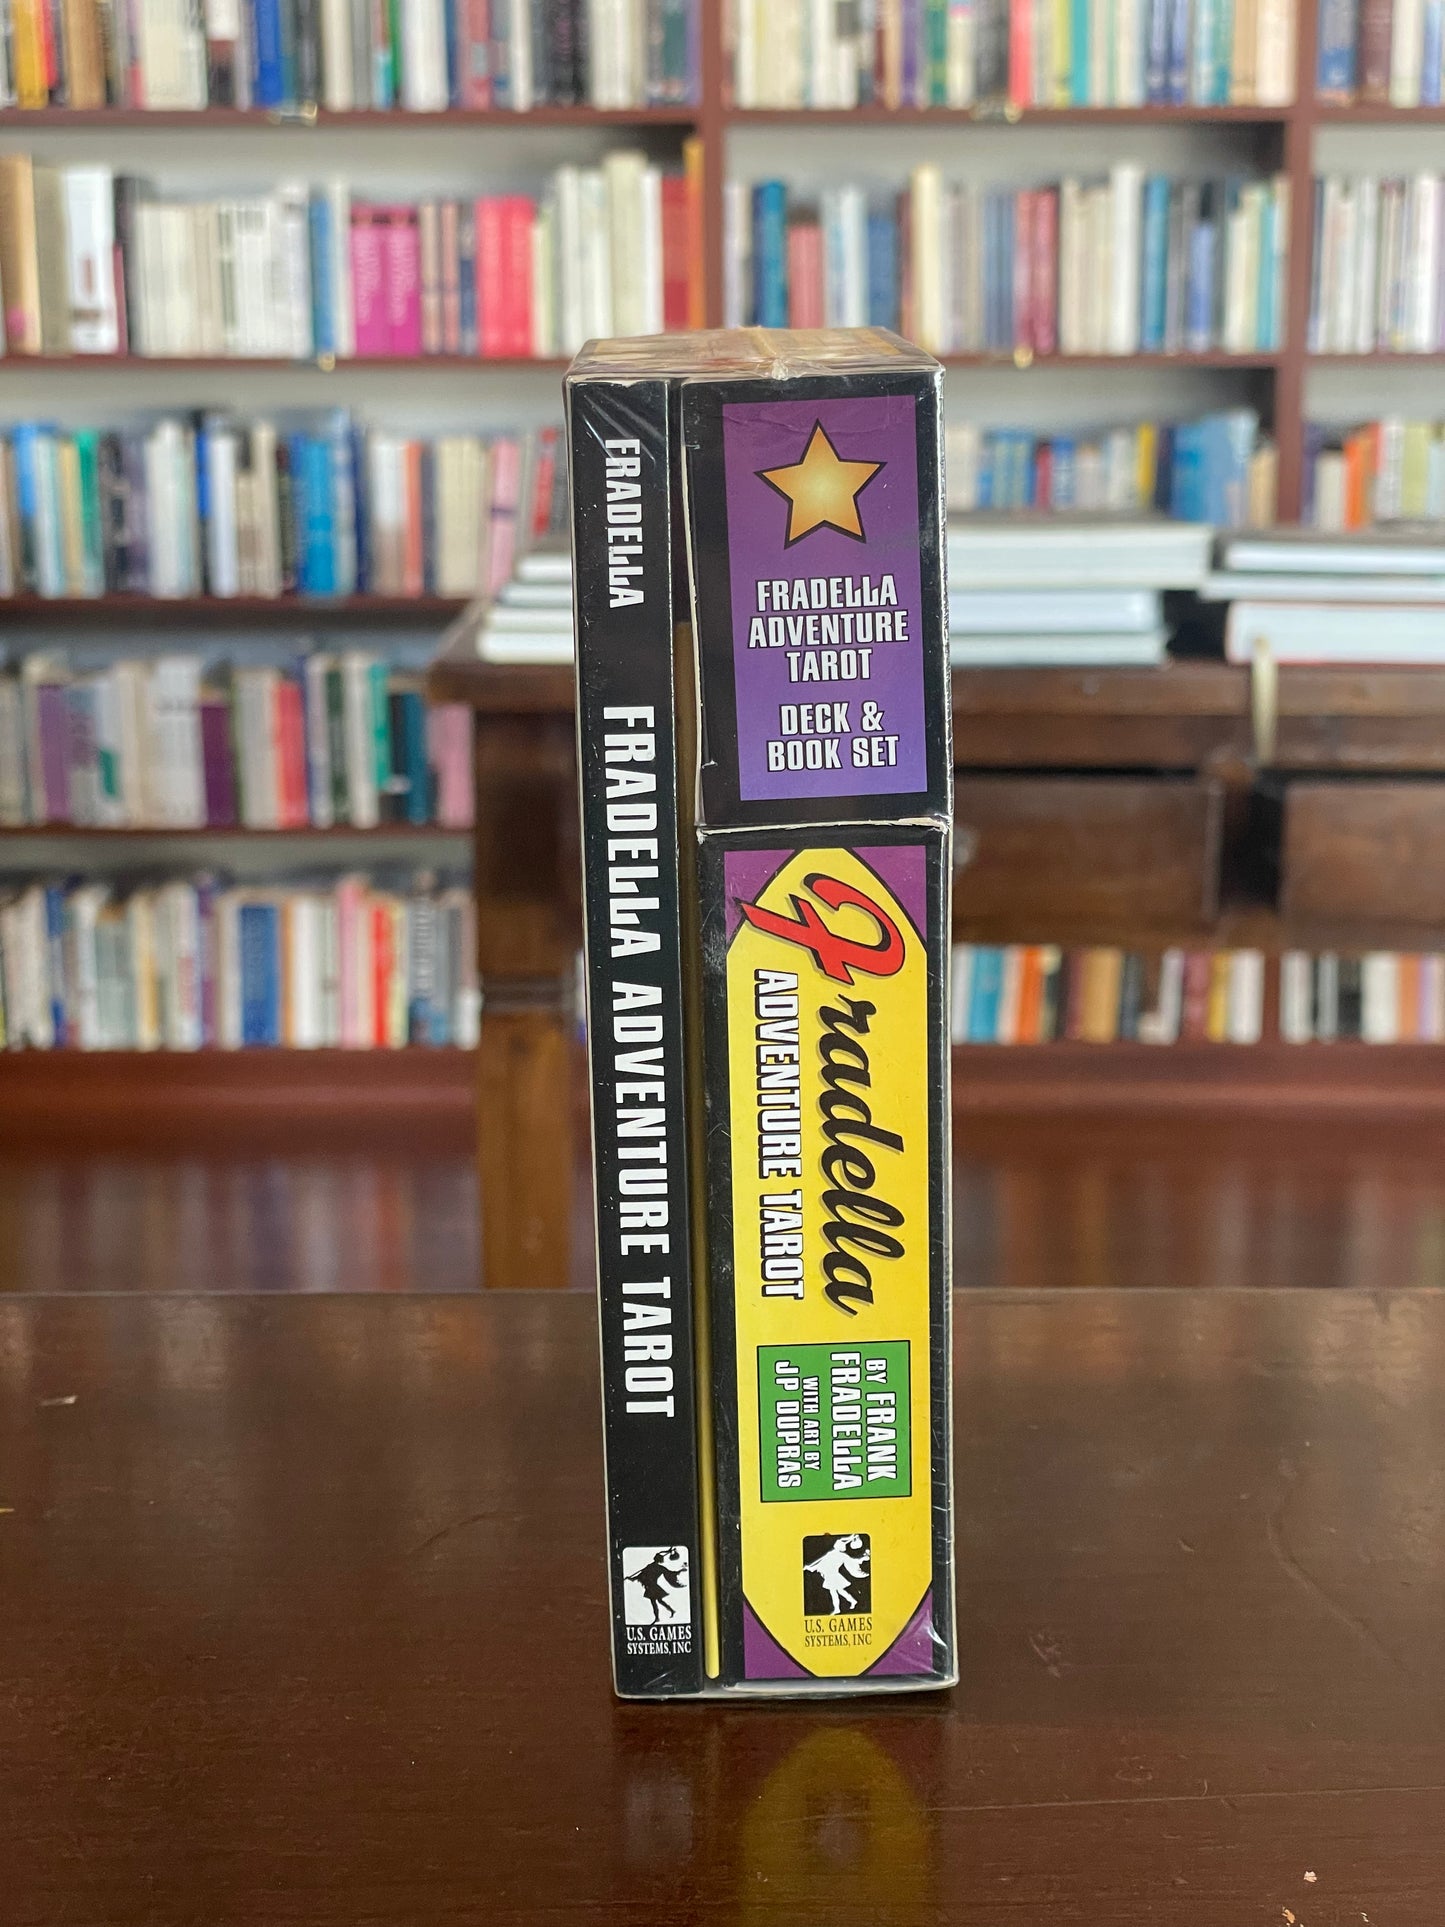 FRADELLA
FRADELLA ADVENTURE TAROT
U.S. GAMES
SYSTEMS, INC
FRADELLA
ADVENTURE
TAROT
DECK &
BOOK SET
Fradella
ADVENTURE TAROT
BY FRANK
FRADELLA
WITH ART BY
JP DUPRAS
U.S. GAMES
SYSTEMS, INC